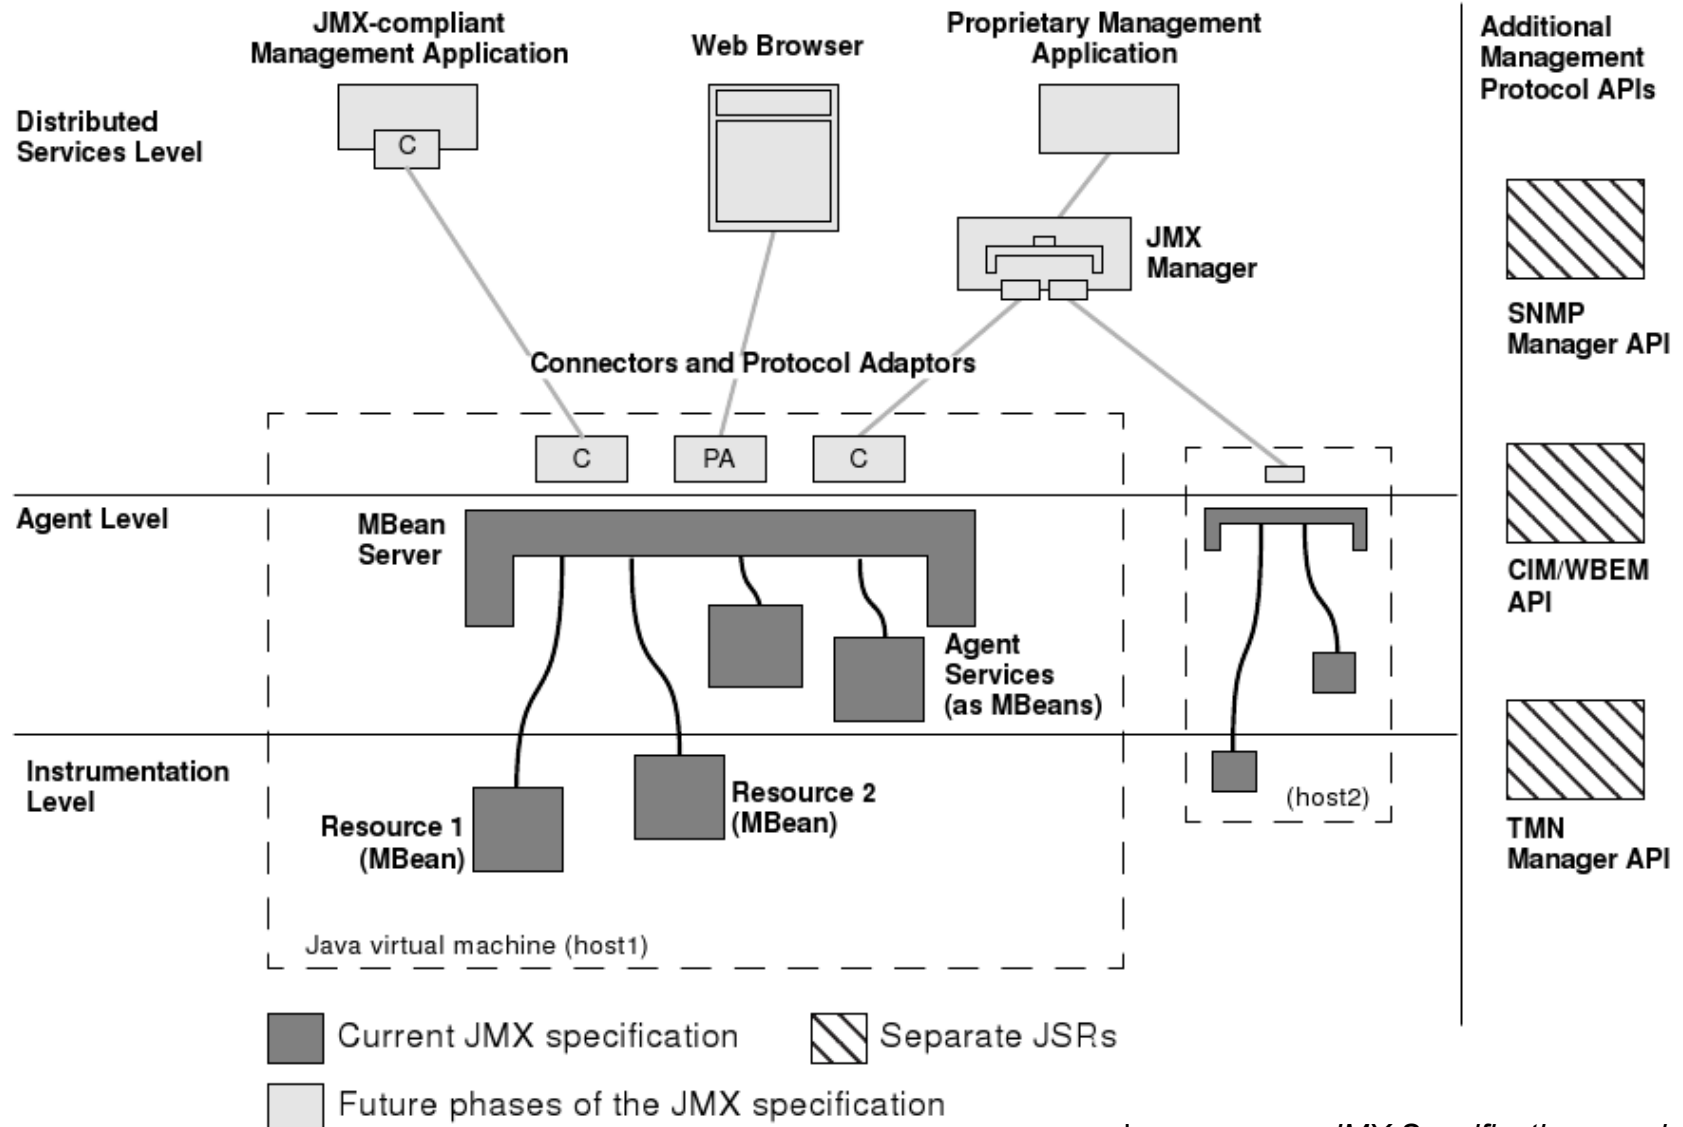 JMX-compliant
Management Application
Web Browser
Proprietary Management
Application
Additional
Management
Protocol APIs
Distributed
Services Level
C
JMX
Manager
SNMP
Manager API
Connectors and Protocol Adaptors
C
PA
C
Agent Level
MBean
Server
CIM/WBEM
API
Agent
Services
(as MBeans)
Instrumentation
Level
Resource 1
(MBean)
Resource 2
(MBean)
(host2)
TMN
Manager API
Java virtual machine (host1)
Current JMX specification
Separate JSRs
Future phases of the JMX specification